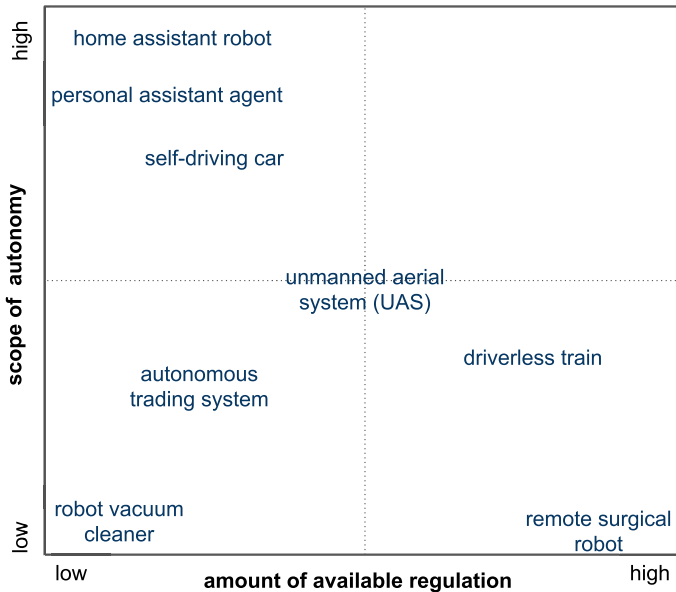 high
home assistant robot
personal assistant agent
self-driving car
scope of autonomy
unmanned aerial
system (UAS)
driverless train
autonomous
trading system
robot vacuum
cleaner
remote surgical
robot
low
low
amount of available regulation
high